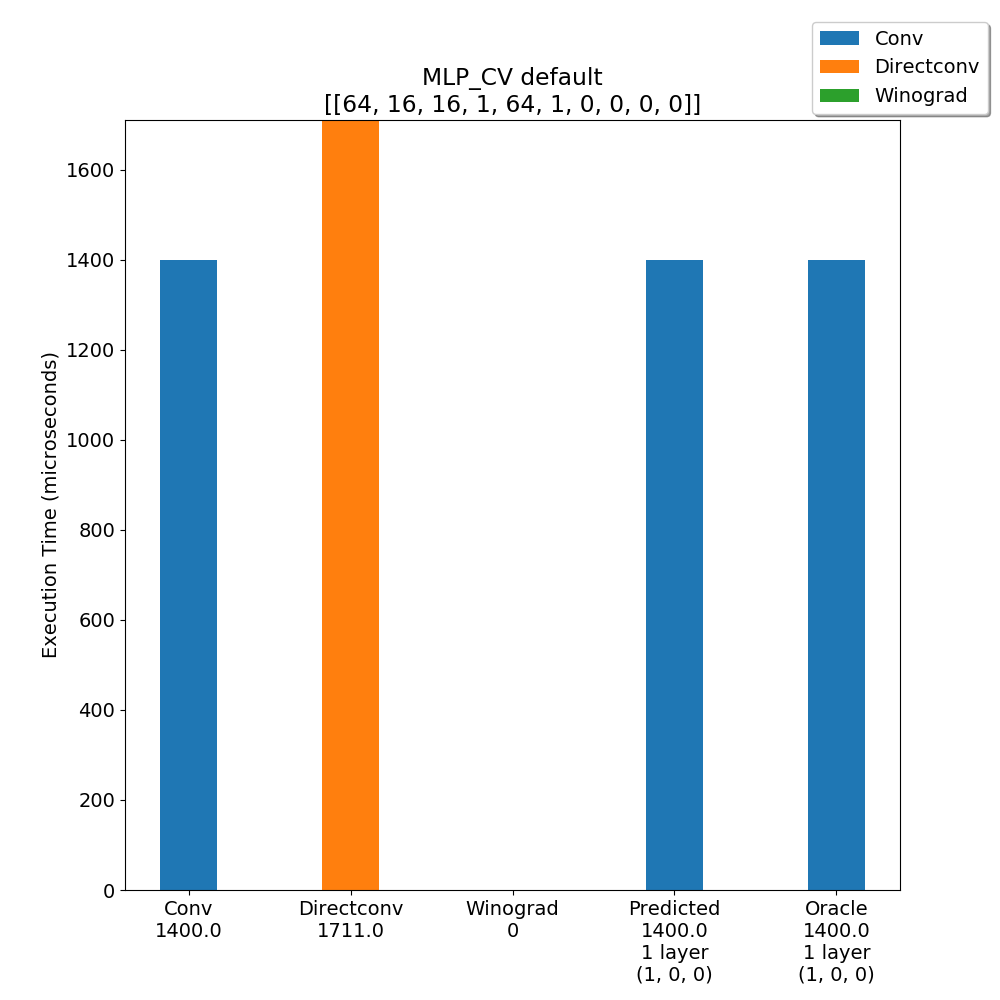 Conv
Directconv
Winograd
MLP_CV default
[[64, 16, 16, 1, 64, 1, 0, 0, 0, 0]]
Execution Time (microseconds)
1600
1400
1200
1000
800
600
400
200
0
Conv
1400.0
Directconv
1711.0
Winograd
0
Predicted
1400.0
1 layer
(1, 0, 0)
Oracle
1400.0
1 layer
(1, 0, 0)